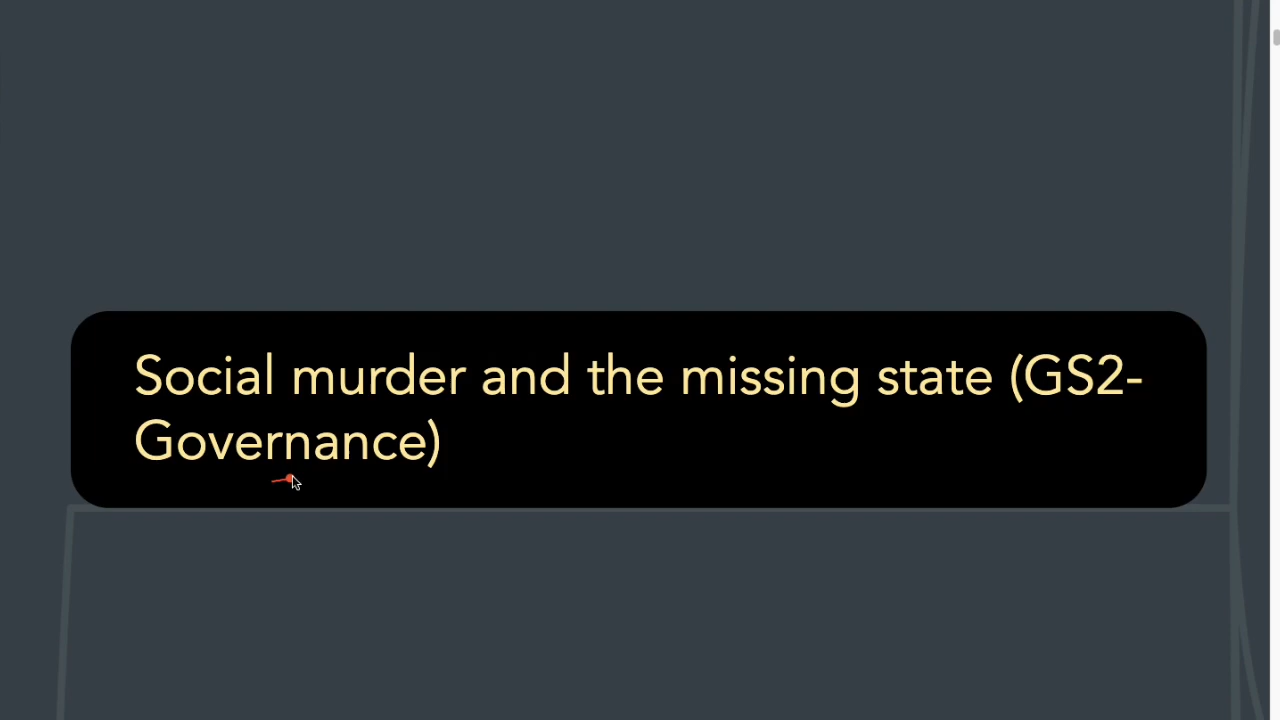 Social murder and the missing state (GS2-
Governance)